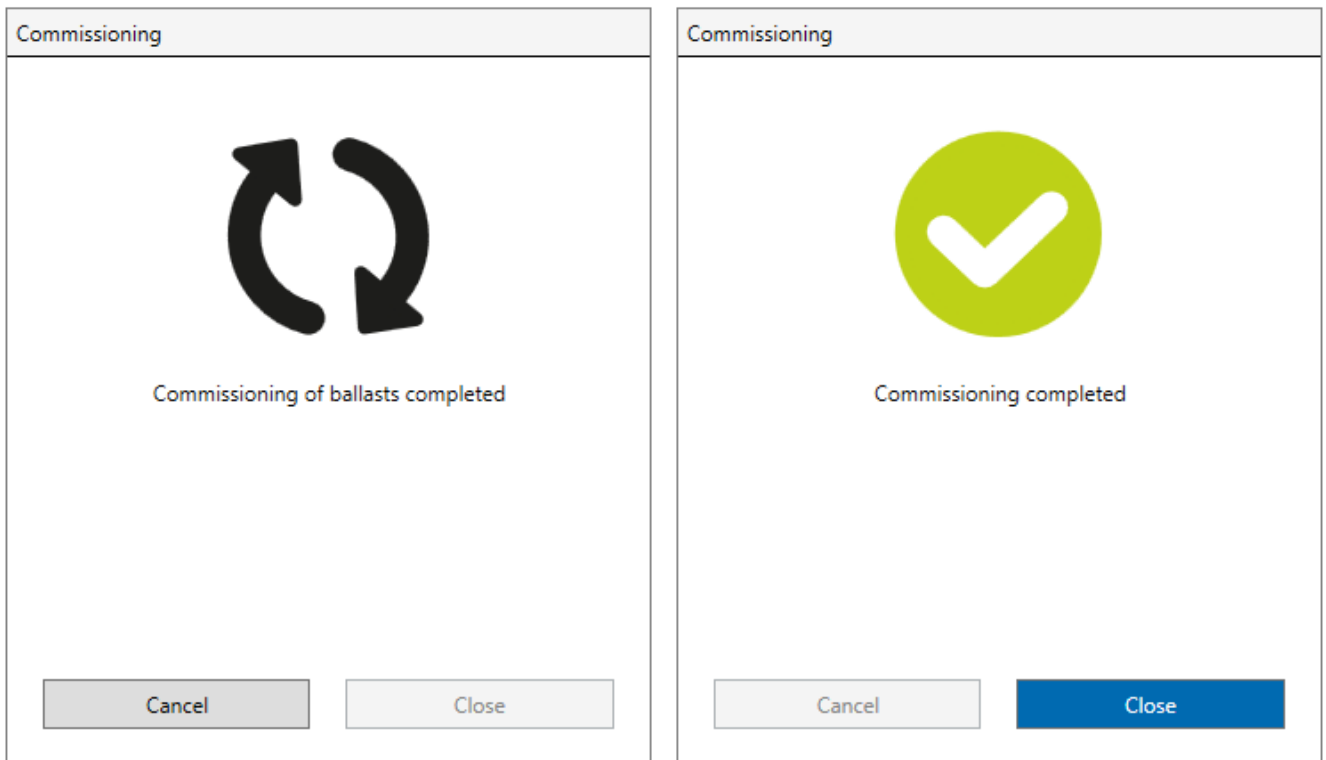 Commissioning
Commissioning of ballasts completed
Cancel
Close
Commissioning
Commissioning completed
Cancel
Close